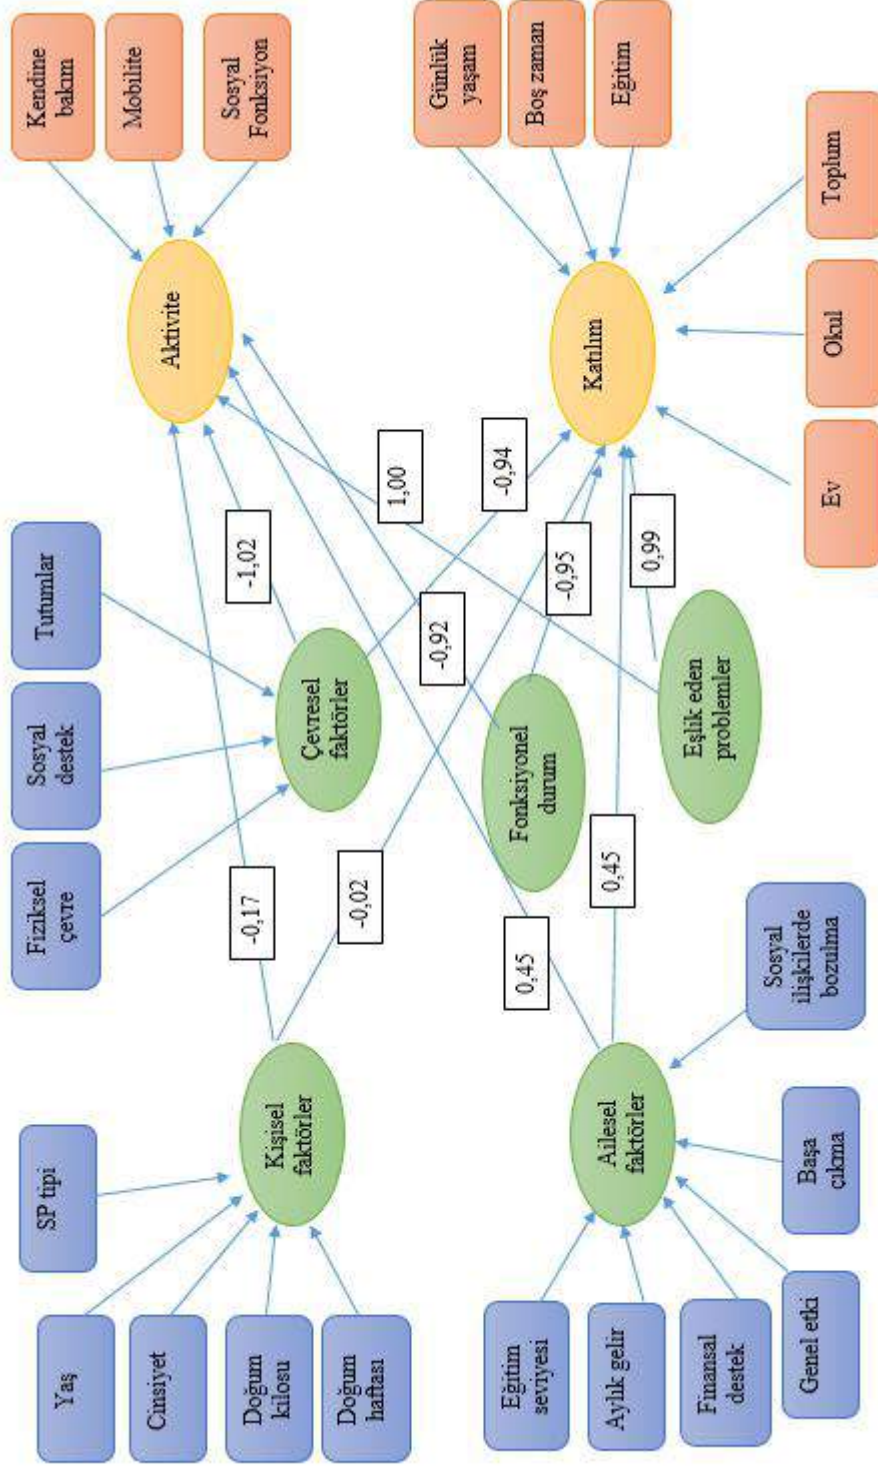 Yaş
Cinsiyet
Doğum
kilosu
Doğum
haftası
SP tipi
Kişisel
faktörler
Fiziksel
çevre
Sosyal
destek
Tutumlar
Çevresel
faktörler
Eğitim
seviyesi
Aylık gelir
Finansal
destek
Genel etki
Başa
çıkma
Sosyal
ilişkilerde
bozulma
Ailesel
faktörler
Fonksiyonel
durum
Eşlik eden
problemler
-0,17
-0,02
-1,02
-0,94
-0,92
-0,95
1,00
0,99
0,45
0,45
Aktivite
Kendine
bakım
Mobilite
Sosyal
Fonksiyon
Katılım
Günlük
yaşam
Boş zaman
Eğitim
Ev
Okul
Toplum